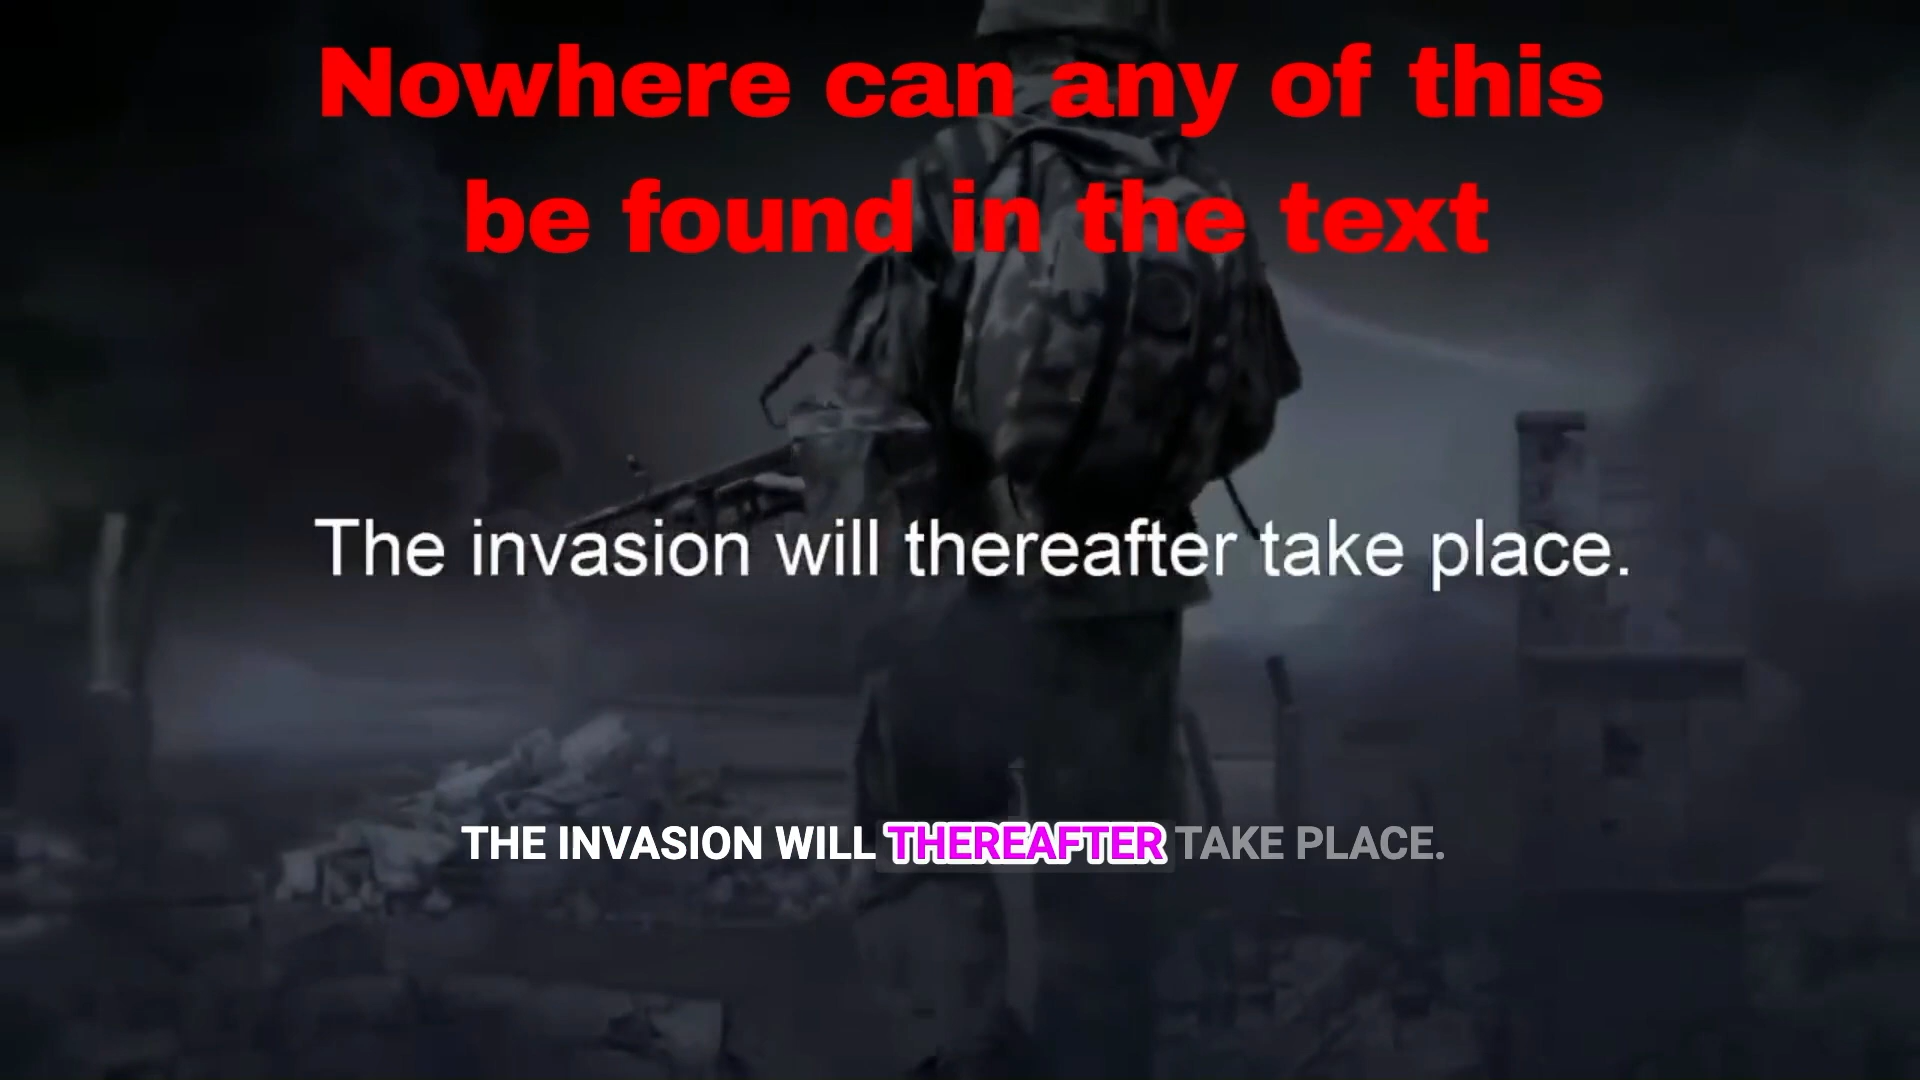 Nowhere can any of this
be found in the text
The invasion will thereafter take place.
THE INVASION WILL THEREAFTER TAKE PLACE.